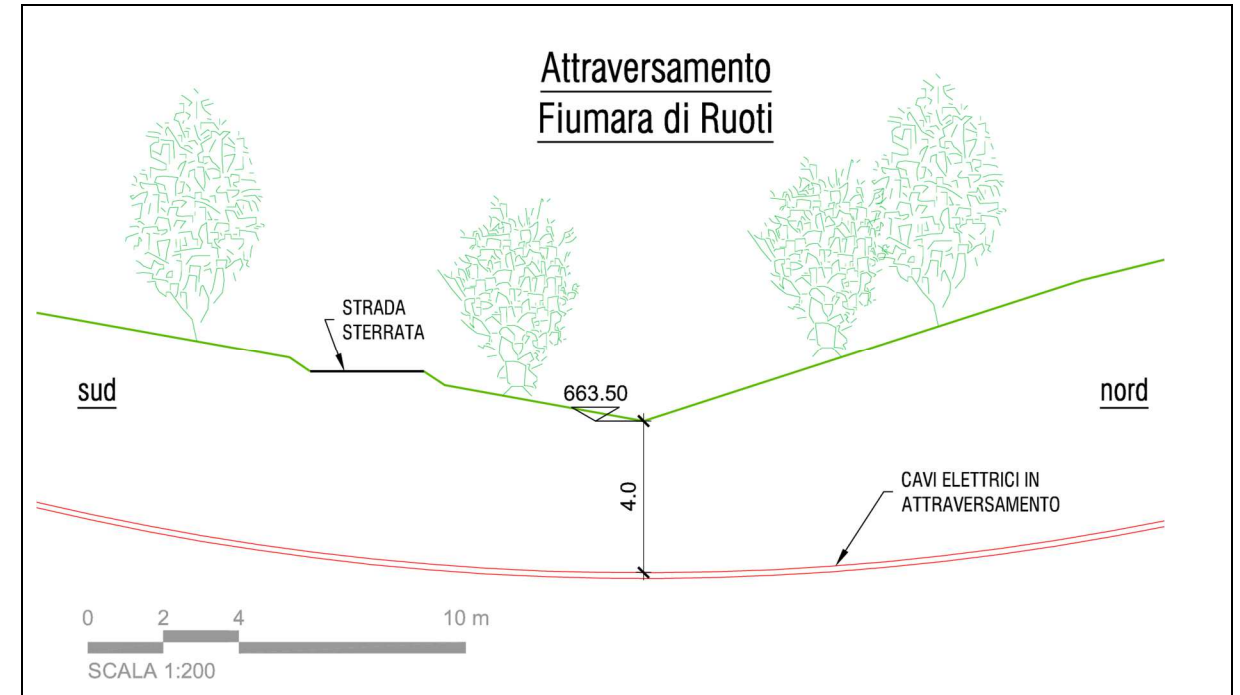 Attraversamento
Fiumara di Ruoti
STRADA
STERRATA
sud
663.50
nord
4.0
CAVI ELETTRICI IN
ATTRAVERSAMENTO
0 2 4 10 m
SCALA 1:200